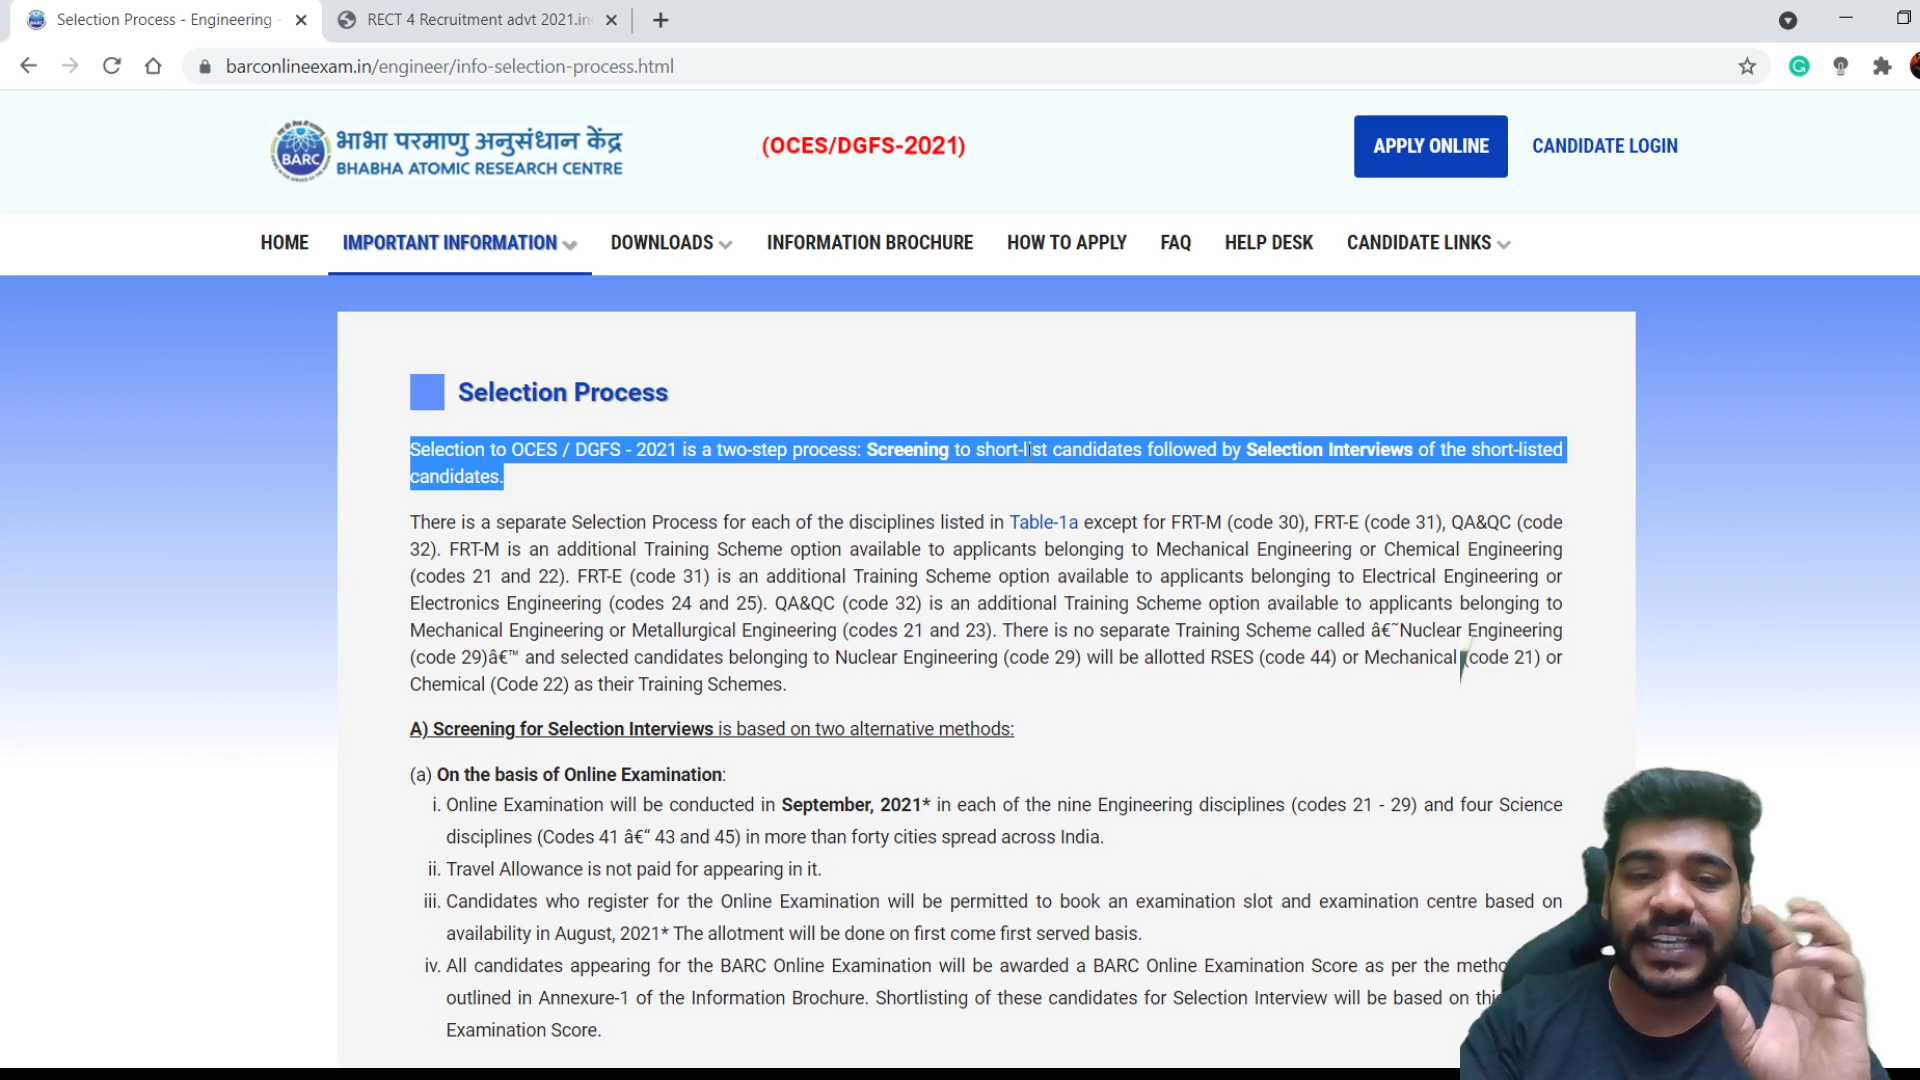 Selection Process - Engineering -
RECT 4 Recruitment advt 2021.in
barconlineexam.in/engineer/info-selection-process.html
BARC
भाभा परमाणु अनुसंधान केंद्र
BHABHA ATOMIC RESEARCH CENTRE
(OCES/DGFS-2021)
APPLY ONLINE
CANDIDATE LOGIN
HOME
IMPORTANT INFORMATION
DOWNLOADS
INFORMATION BROCHURE
HOW TO APPLY
FAQ
HELP DESK
CANDIDATE LINKS
Selection Process
Selection to OCES / DGFS - 2021 is a two-step process: Screening to short-list candidates followed by Selection Interviews of the short-listed
candidates.
There is a separate Selection Process for each of the disciplines listed in Table-1a except for FRT-M (code 30), FRT-E (code 31), QA&QC (code
32). FRT-M is an additional Training Scheme option available to applicants belonging to Mechanical Engineering or Chemical Engineering
(codes 21 and 22). FRT-E (code 31) is an additional Training Scheme option available to applicants belonging to Electrical Engineering or
Electronics Engineering (codes 24 and 25). QA&QC (code 32) is an additional Training Scheme option available to applicants belonging to
Mechanical Engineering or Metallurgical Engineering (codes 21 and 23). There is no separate Training Scheme called â€˜Nuclear Engineering
(code 29)â€™ and selected candidates belonging to Nuclear Engineering (code 29) will be allotted RSES (code 44) or Mechanical (code 21) or
Chemical (Code 22) as their Training Schemes.
A) Screening for Selection Interviews is based on two alternative methods:
(a) On the basis of Online Examination:
i. Online Examination will be conducted in September, 2021* in each of the nine Engineering disciplines (codes 21 - 29) and four Science
disciplines (Codes 41 â€“ 43 and 45) in more than forty cities spread across India.
ii. Travel Allowance is not paid for appearing in it.
iii. Candidates who register for the Online Examination will be permitted to book an examination slot and examination centre based on
availability in August, 2021* The allotment will be done on first come first served basis.
iv. All candidates appearing for the BARC Online Examination will be awarded a BARC Online Examination Score as per the
outlined in Annexure-1 of the Information Brochure. Shortlisting of these candidates for Selection Interview will be based on
Examination Score.